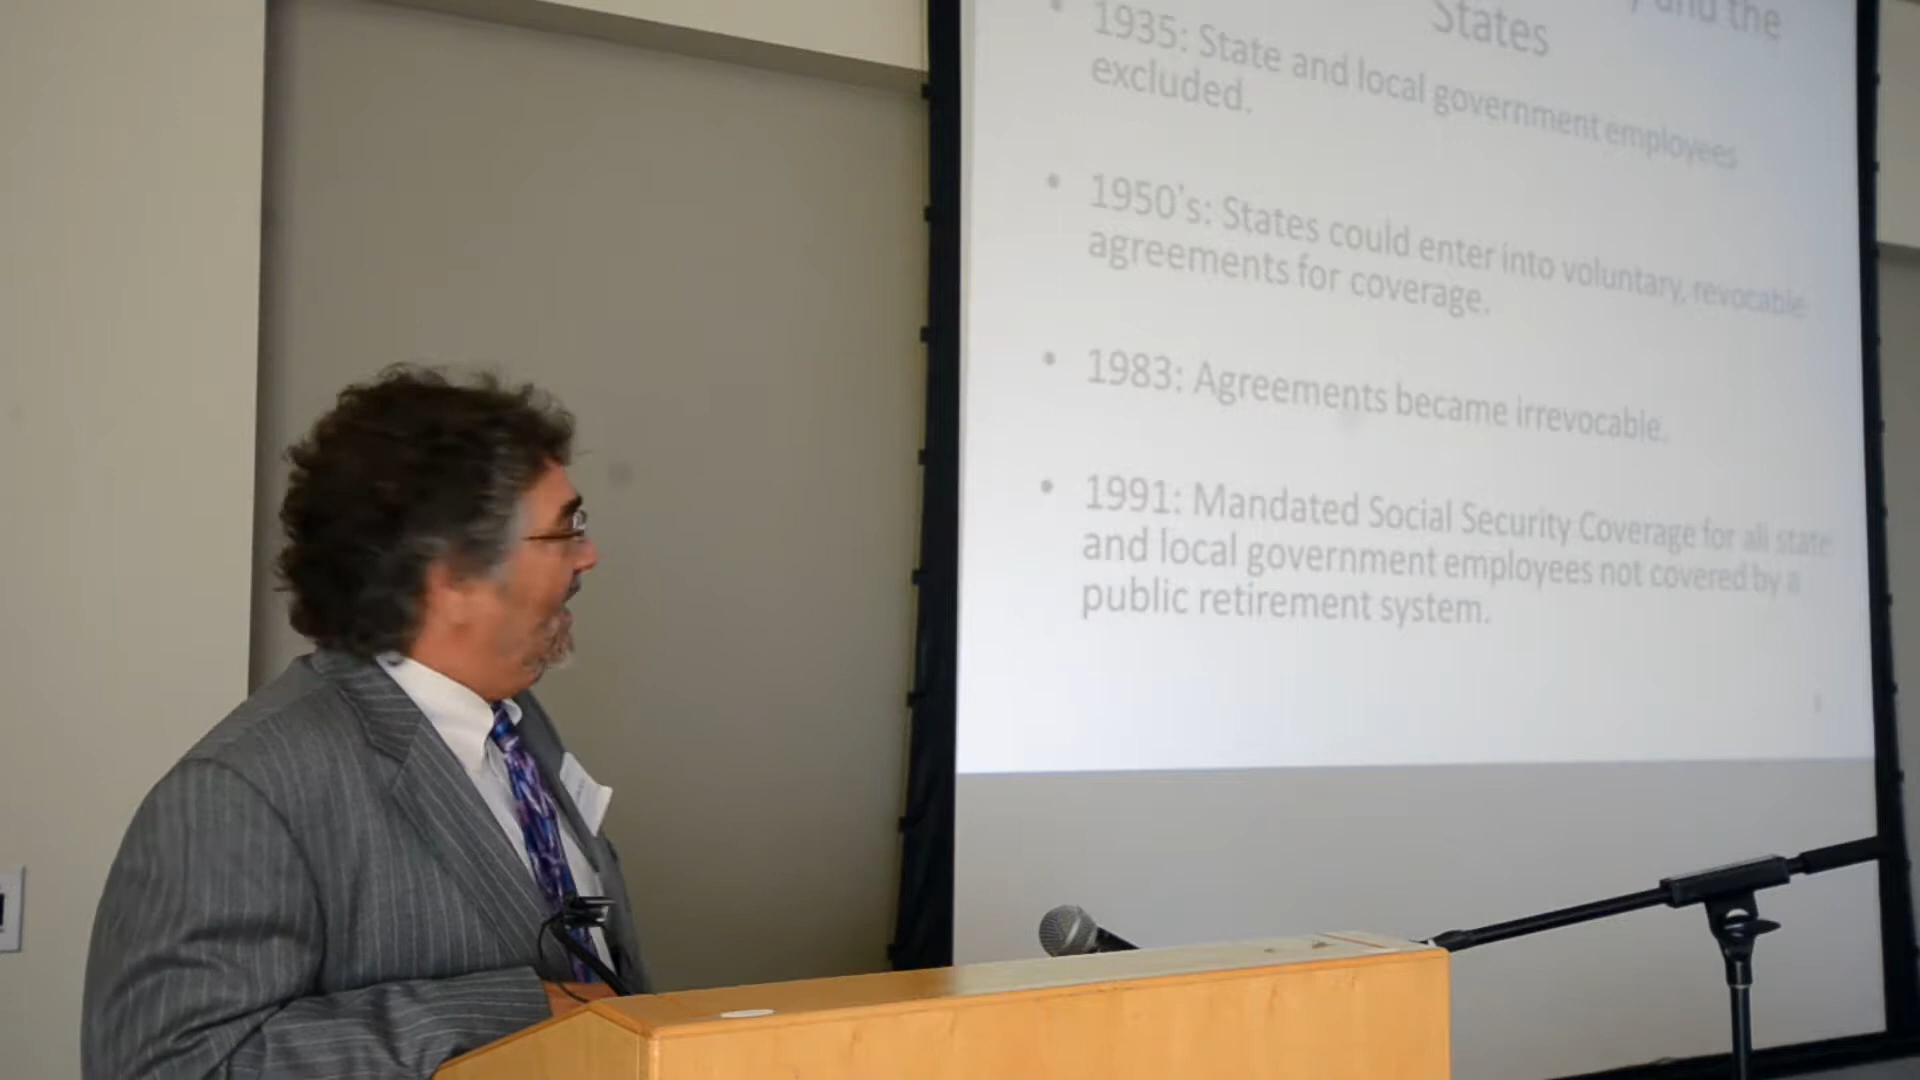 and the
States
• 1935: State and local government employees
excluded.
• 1950's: States could enter into voluntary, revocable
agreements for coverage.
• 1983: Agreements became irrevocable.
• 1991: Mandated Social Security Coverage for all state
and local government employees not covered by a
public retirement system.